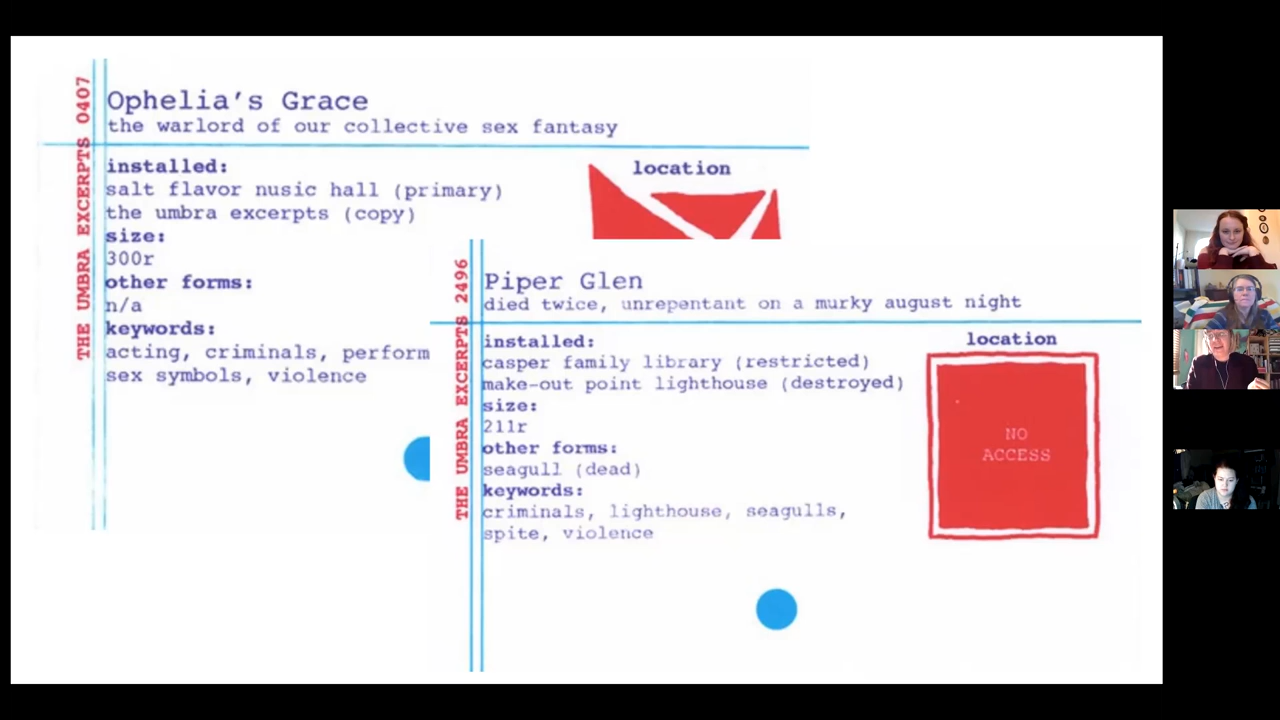 THE UMBRA EXCERPTS 0407
Ophelia's Grace
the warlord of our collective sex fantasy
installed:
salt flavor nusic hall (primary)
the umbra excerpts (copy)
size:
300r
other forms:
n/a
keywords:
acting, criminals, perform
sex symbols, violence
location
THE UMBRA EXCERPTS 2496
Piper Glen
died twice, unrepentant on a murky august night
installed:
casper family library (restricted)
make-out point lighthouse (destroyed)
size:
211r
other forms:
seagull (dead)
keywords:
criminals, lighthouse, seagulls,
spite, violence
location
NO
ACCESS